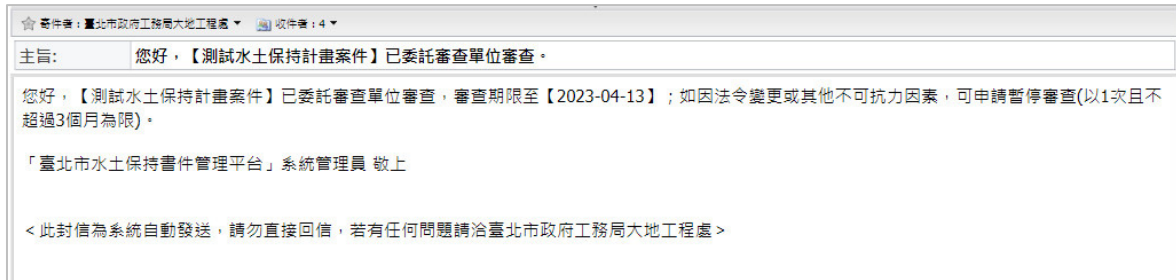 寄件者：臺北市政府工務局大地工程處 ▼ 收件者：4 ▼
主旨: 您好，【測試水土保持計畫案件】已委託審查單位審查。
您好，【測試水土保持計畫案件】已委託審查單位審查，審查期限至【2023-04-13】；如因法令變更或其他不可抗力因素，可申請暫停審查(以1次且不
超過3個月為限)。
「臺北市水土保持書件管理平台」系統管理員 敬上
＜此封信為系統自動發送，請勿直接回信，若有任何問題請洽臺北市政府工務局大地工程處＞